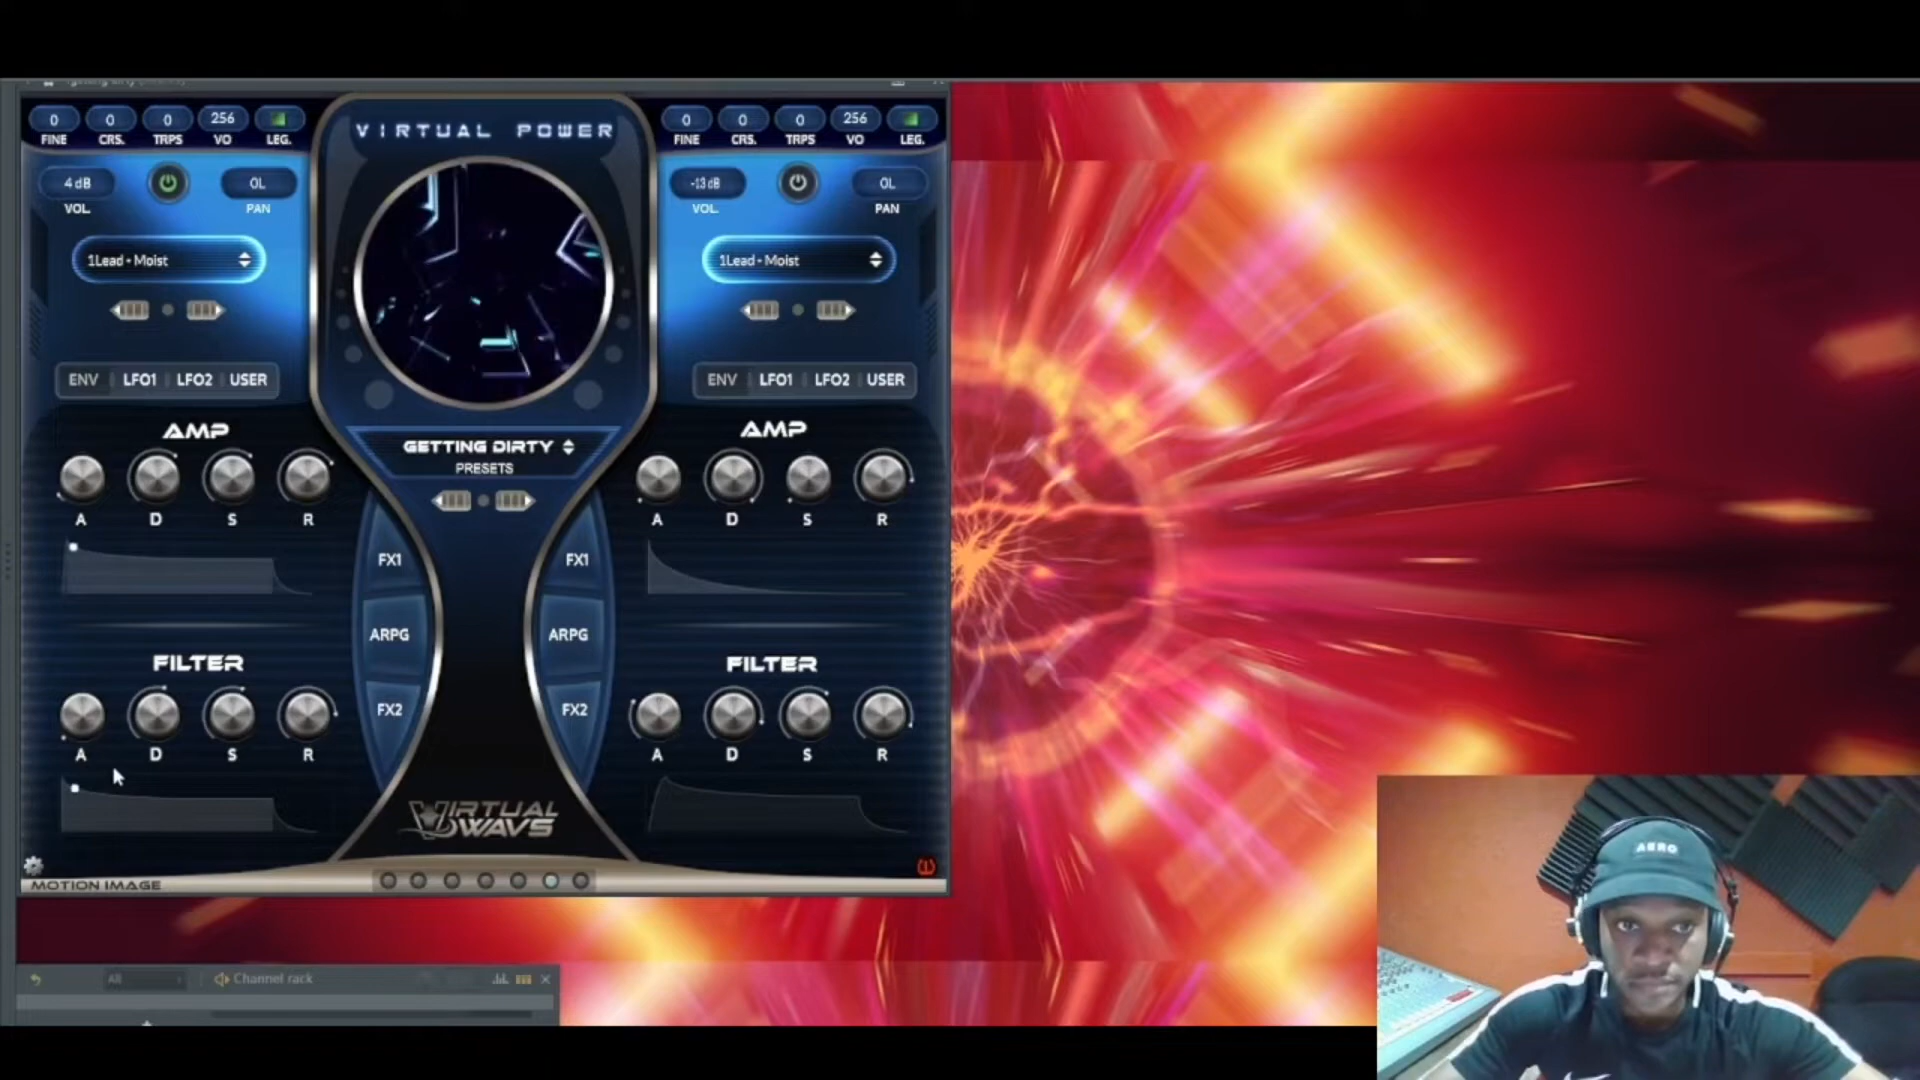 VIRTUAL POWER
0 0 0 256
FINE CRS. TRPS VO LEG.
0 0 0 256
FINE CRS. TRPS VO LEG.
4 dB 0L
VOL. PAN
-13 dB 0L
VOL. PAN
1Lead - Moist
1Lead - Moist
ENV LFO1 LFO2 USER
ENV LFO1 LFO2 USER
GETTING DIRTY
PRESETS
AMP
A D S R
AMP
A D S R
FX1
ARPG
FX2
FX1
ARPG
FX2
FILTER
A D S R
FILTER
A D S R
VIRTUAL
WAVS
MOTION IMAGE
All Channel rack
AERO